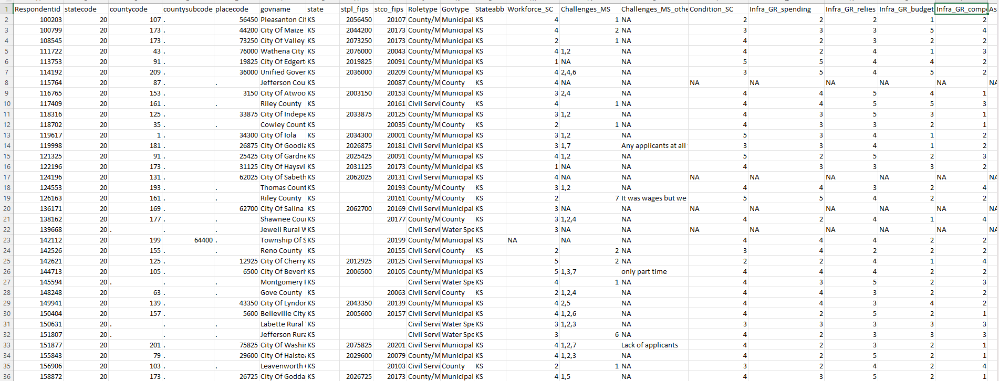 1 Respondentid statecode countycode countysubcode placecode govname state stpl_fips stco_fips Roletype Govtype Stateabb Workforce_SC Challenges_MS Challenges_MS_othe Condition_SC Infra_GR_spending Infra_GR_relies Infra_GR_budget Infra_GR_comp As
2 100203 20 107 . 56450 Pleasanton Cit KS 2056450 20107 County/M Municipal KS 4 1 NA 2 2 2 1 2
3 100799 20 173 . 44200 City Of Maize KS 2044200 20173 County/M Municipal KS 4 2 NA 3 3 3 5 4
4 108545 20 173 . 73250 City Of Valley KS 2073250 20173 County/M Municipal KS 2 1 NA 4 2 3 2 2
5 111722 20 43 . 76000 Wathena City KS 2076000 20043 County/M Municipal KS 4 1,2 NA 4 2 4 1 3
6 113753 20 91 . 19825 City Of Edgert KS 2019825 20091 County/M Municipal KS 1 NA NA 5 5 4 4 2
7 114192 20 209 . 36000 Unified Gover KS 2036000 20209 County/M Municipal KS 4 2,4,6 NA 3 5 4 5 2
8 115764 20 87 . . Jefferson Cou KS 20087 County/M County KS 4 NA NA NA NA NA NA NA NA
9 116765 20 153 . 3150 City Of Atwoo KS 2003150 20153 County/M Municipal KS 3 2,4 NA 4 4 5 4 1
10 117409 20 161 . . Riley County KS 20161 Civil Servi County KS 4 1 NA 4 4 5 5 3
11 118316 20 125 . 33875 City Of Indepe KS 2033875 20125 County/M Municipal KS 3 1,2 NA 4 3 5 3 1
12 118702 20 35 . . Cowley Count KS 20035 County/M County KS 2 1 NA 4 3 3 2 1
13 119617 20 1 . 34300 City Of Iola KS 2034300 20001 County/M Municipal KS 3 1,2 NA 5 3 4 1 2
14 119998 20 181 . 26875 City Of Goodla KS 2026875 20181 Civil Servi Municipal KS 3 1,7 Any applicants at all 3 3 4 1 2
15 121325 20 91 . 25425 City Of Gardne KS 2025425 20091 County/M Municipal KS 4 1,2 NA 5 2 5 2 3
16 122196 20 173 . 31125 City Of Haysvi KS 2031125 20173 County/M Municipal KS 1 NA NA 4 3 3 3 2
17 124196 20 131 . 62025 City Of Sabeth KS 2062025 20131 Civil Servi Municipal KS 4 NA NA NA NA NA NA NA NA
18 124553 20 193 . . Thomas Count KS 20193 County/M County KS 3 1,2 NA 4 4 3 2 4
19 126163 20 161 . . Riley County KS 20161 County/M County KS 2 7 It was wages but we 5 5 4 2 2
20 136171 20 169 . 62700 City Of Salina KS 2062700 20169 Civil Servi Municipal KS 3 NA NA NA NA NA NA NA NA
21 138162 20 177 . . Shawnee Cou KS 20177 County/M County KS 3 1,2,4 NA 4 2 4 1 4
22 139668 20 . . . Jewell Rural W KS Civil Servi Water Spe KS 3 NA NA NA NA NA NA NA NA
23 142112 20 199 64400 . Township Of S KS 20199 County/M Municipal KS NA NA NA 4 4 4 2 2
24 142526 20 155 . . Reno County KS 20155 Civil Servi County KS 2 2 NA 3 4 2 2 2
25 142621 20 125 . 12925 City Of Cherry KS 2012925 20125 Civil Servi Municipal KS 5 2 NA 2 2 4 1 4
26 144713 20 105 . 6500 City Of Beverl KS 2006500 20105 County/M Municipal KS 5 1,3,7 only part time 4 4 4 2 2
27 145594 20 . . . Montgomery R KS Civil Servi Water Spe KS 4 1 NA 4 3 5 2 3
28 148248 20 63 . . Gove County KS 20063 Civil Servi County KS 2 1,2,4 NA 4 4 3 2 2
29 149941 20 139 . 43350 City Of Lyndon KS 2043350 20139 County/M Municipal KS 4 2,5 NA 4 4 3 4 2
30 150404 20 157 . 5600 Belleville City KS 2005600 20157 Civil Servi Municipal KS 4 1,2,6 NA 4 2 5 2 1
31 150631 20 . . . Labette Rural KS Civil Servi Water Spe KS 3 1,2,3 NA 3 3 3 3 3
32 151807 20 . . . Jefferson Rura KS Civil Servi Water Spe KS 3 6 NA 4 2 3 3 3
33 151877 20 201 . 75825 City Of Washi KS 2075825 20201 Civil Servi Municipal KS 4 1,2,7 Lack of applicants 4 2 3 2 1
34 155843 20 79 . 29600 City Of Halste KS 2029600 20079 County/M Municipal KS 4 1,2,3 NA 4 2 5 2 1
35 156906 20 103 . . Leavenworth KS 20103 Civil Servi County KS 2 1 NA 3 2 4 2 4
36 158872 20 173 . 26725 City Of Godda KS 2026725 20173 County/M Municipal KS 4 1,5 NA 4 3 5 2 1